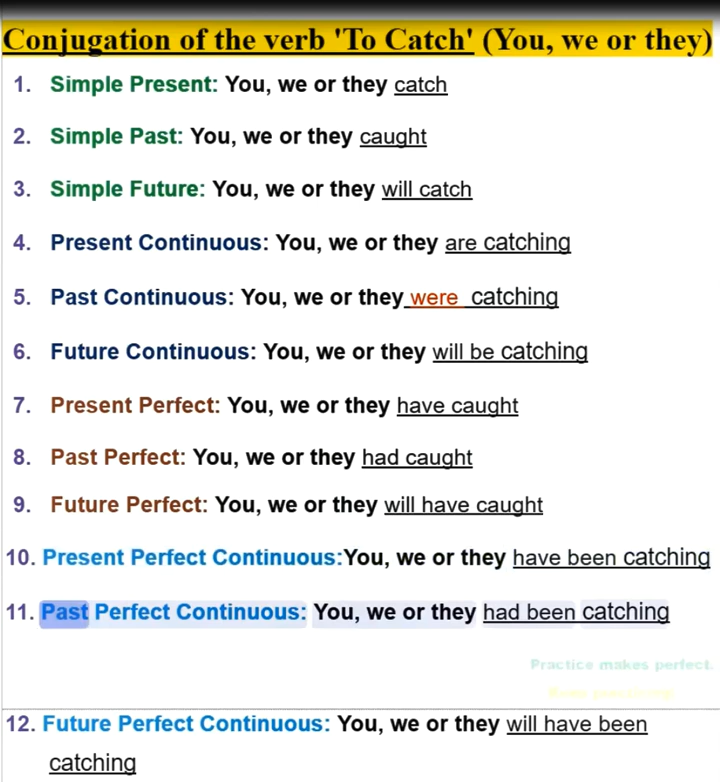 Conjugation of the verb 'To Catch' (You, we or they)
1. Simple Present: You, we or they catch
2. Simple Past: You, we or they caught
3. Simple Future: You, we or they will catch
4. Present Continuous: You, we or they are catching
5. Past Continuous: You, we or they were catching
6. Future Continuous: You, we or they will be catching
7. Present Perfect: You, we or they have caught
8. Past Perfect: You, we or they had caught
9. Future Perfect: You, we or they will have caught
10. Present Perfect Continuous:You, we or they have been catching
11. Past Perfect Continuous: You, we or they had been catching
Practice makes perfect.
12. Future Perfect Continuous: You, we or they will have been
catching